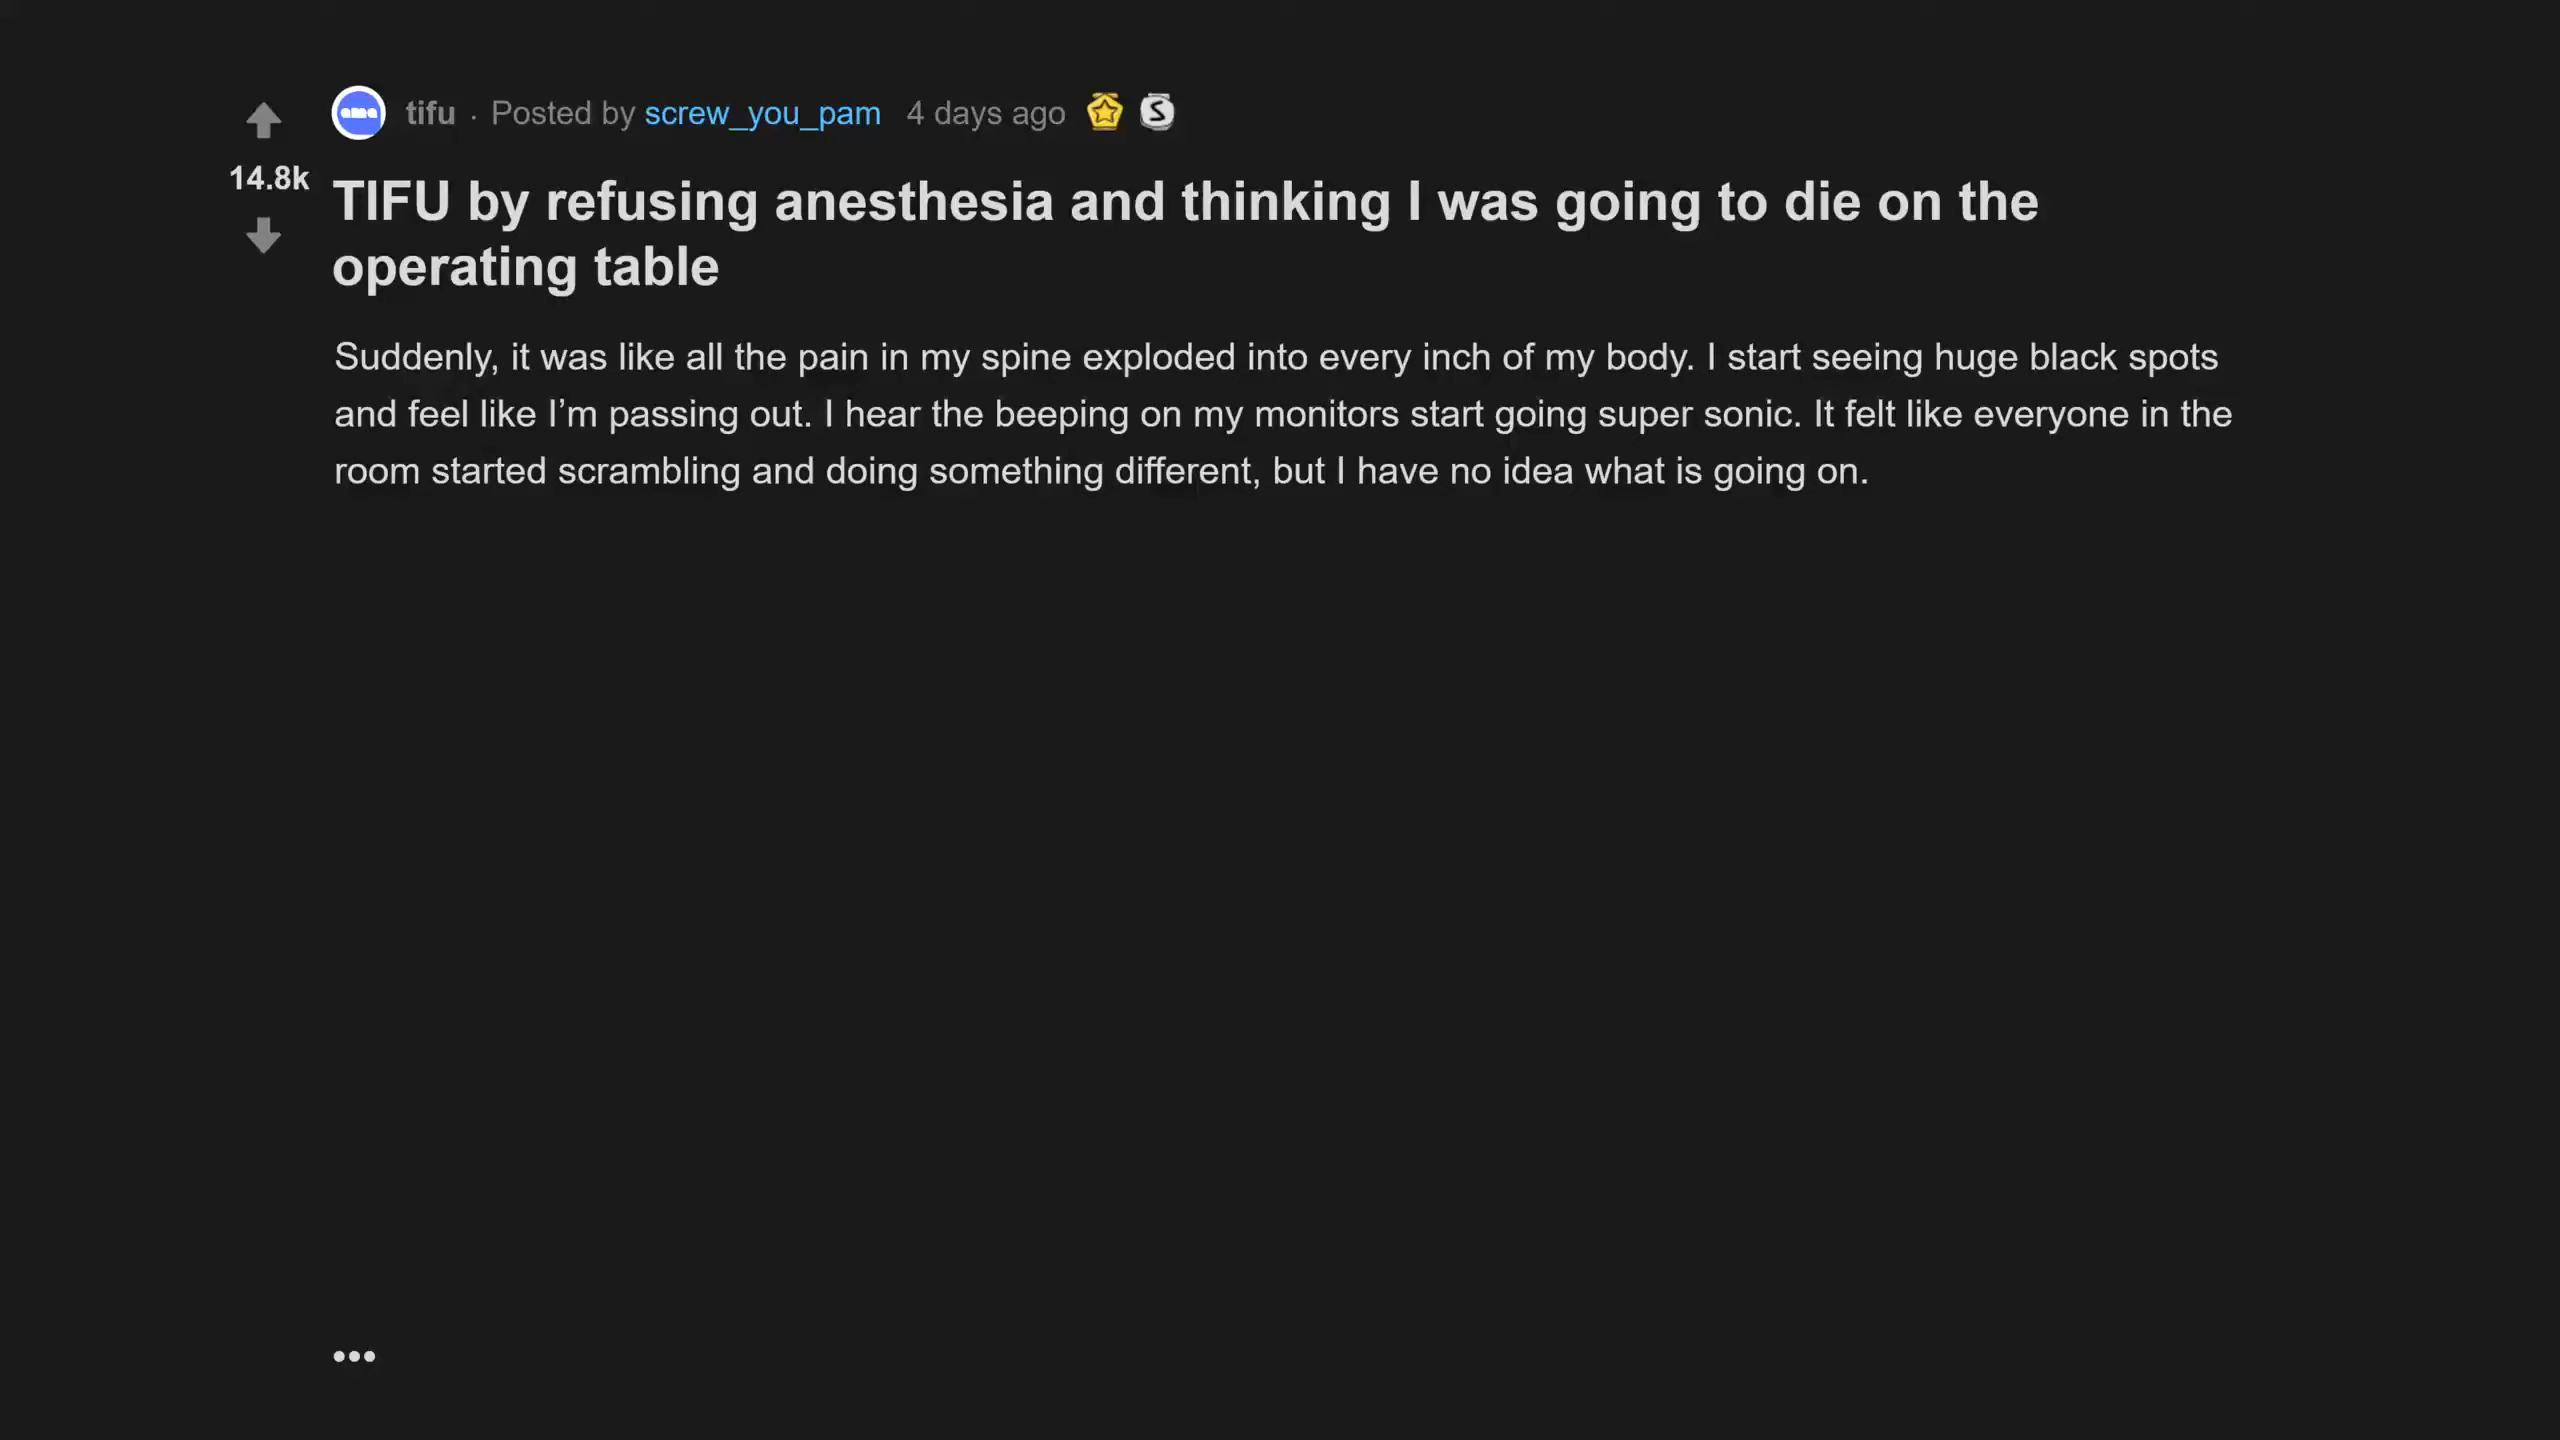 tifu · Posted by screw_you_pam 4 days ago
14.8k
TIFU by refusing anesthesia and thinking I was going to die on the
operating table
Suddenly, it was like all the pain in my spine exploded into every inch of my body. I start seeing huge black spots
and feel like I’m passing out. I hear the beeping on my monitors start going super sonic. It felt like everyone in the
room started scrambling and doing something different, but I have no idea what is going on.
•••